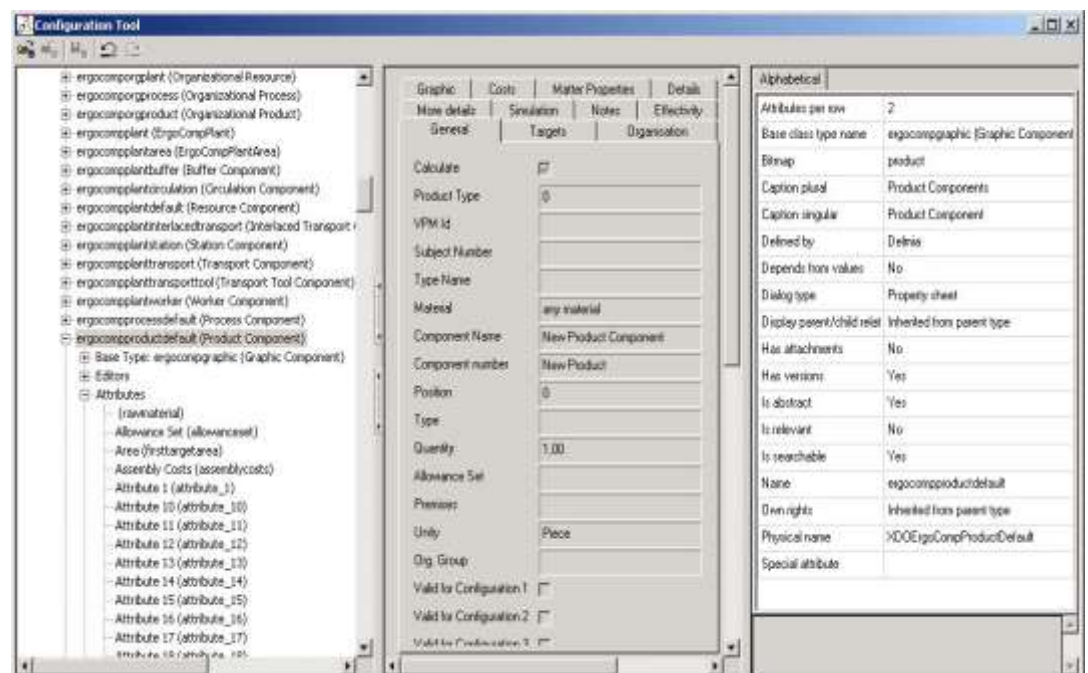 Configuration Tool
ergocomporgplant (Organizational Resource)
ergocomporgprocess (Organizational Process)
ergocomporgproduct (Organizational Product)
ergocompplant (ErgoCompPlant)
ergocompplantarea (ErgoCompPlantArea)
ergocompplantbuffer (Buffer Component)
ergocompplantcirculation (Circulation Component)
ergocompplantdefault (Resource Component)
ergocompplantinterlacedtransport (Interlaced Transport
ergocompplantstation (Station Component)
ergocompplanttransport (Transport Component)
ergocompplanttransporttool (Transport Tool Component)
ergocompplantworker (Worker Component)
ergocompprocessdefault (Process Component)
ergocompproductdefault (Product Component)
Base Type: ergocompgraphic (Graphic Component)
Editors
Attributes
(rawmaterial)
Allowance Set (allowanceset)
Area (firsttargetarea)
Assembly Costs (assemblycosts)
Attribute 1 (attribute_1)
Attribute 10 (attribute_10)
Attribute 11 (attribute_11)
Attribute 12 (attribute_12)
Attribute 13 (attribute_13)
Attribute 14 (attribute_14)
Attribute 15 (attribute_15)
Attribute 16 (attribute_16)
Attribute 17 (attribute_17)
Attribute 18 (attribute_18)
Graphic Costs Matter Properties Details
More details Simulation Notes Effectivity
General Targets Organisation
Calculate
Product Type 0
VPM Id
Subject Number
Type Name
Material any material
Component Name New Product Component
Component number New Product
Position 0
Type
Quantity 1,00
Allowance Set
Premises
Unity Piece
Org. Group
Valid for Configuration 1
Valid for Configuration 2
Valid for Configuration 3
Alphabetical
Attributes per row 2
Base class type name ergocompgraphic (Graphic Component
Bitmap product
Caption plural Product Components
Caption singular Product Component
Defined by Delmia
Depends from values No
Dialog type Property sheet
Display parent/child relat Inherited from parent type
Has attachments No
Has versions Yes
Is abstract Yes
Is relevant No
Is searchable Yes
Name ergocompproductdefault
Own rights Inherited from parent type
Physical name XDOErgoCompProductDefault
Special attribute